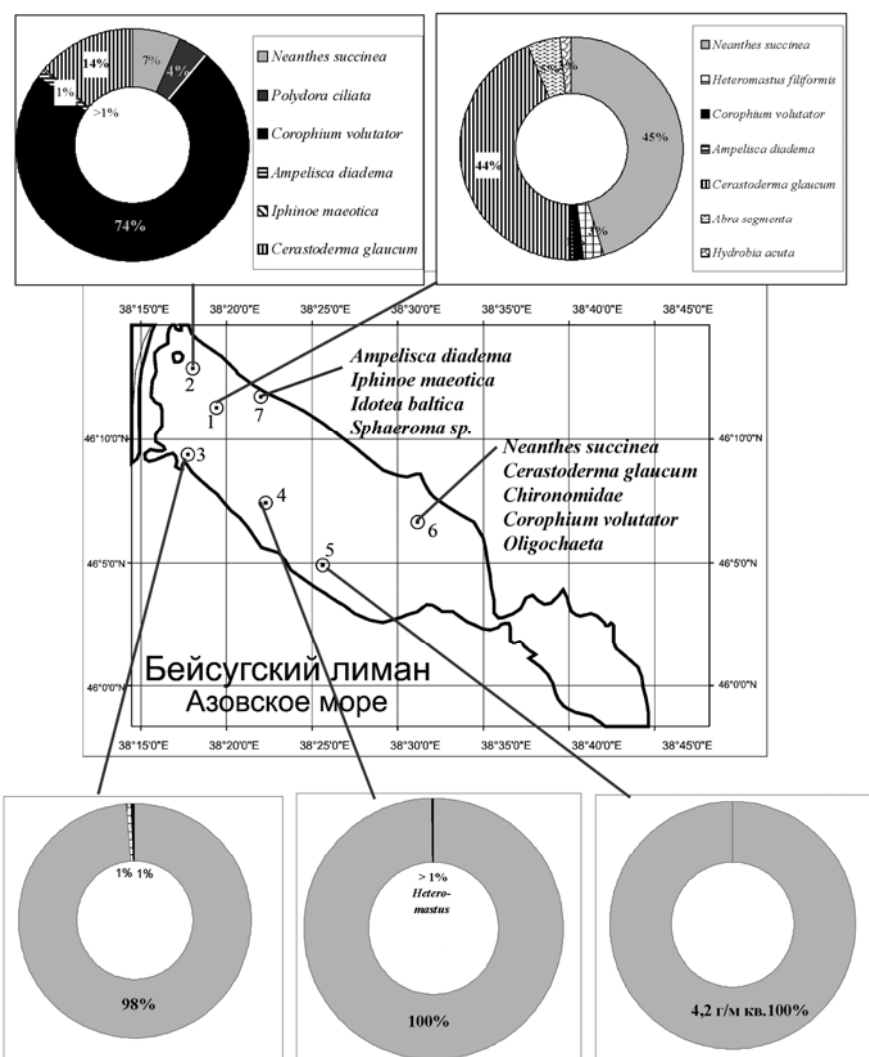 14%
7%
4%
1%
>1%
74%
Neanthes succinea
Polydora ciliata
Corophium volutator
Ampelisca diadema
Iphinoe maeotica
Cerastoderma glaucum
45%
44%
Neanthes succinea
Heteromastus filiformis
Corophium volutator
Ampelisca diadema
Cerastoderma glaucum
Abra segmenta
Hydrobia acuta
38°15'0"E 38°20'0"E 38°25'0"E 38°30'0"E 38°35'0"E 38°40'0"E 38°45'0"E
Ampelisca diadema
Iphinoe maeotica
Idotea baltica
Sphaeroma sp.
2
1
7
46°10'0"N 46°10'0"N
3
Neanthes succinea
Cerastoderma glaucum
Chironomidae
Corophium volutator
Oligochaeta
4
6
5
46°5'0"N 46°5'0"N
Бейсугский лиман
Азовское море
46°0'0"N 46°0'0"N
38°15'0"E 38°20'0"E 38°25'0"E 38°30'0"E 38°35'0"E 38°40'0"E 38°45'0"E
1% 1%
98%
> 1%
Hetero-
mastus
100%
4,2 г/м кв.100%